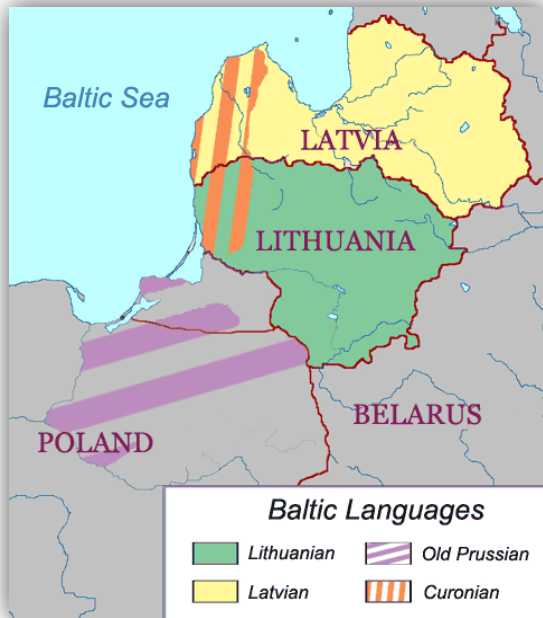 Baltic Sea
LATVIA
LITHUANIA
BELARUS
POLAND
Baltic Languages
Lithuanian
Old Prussian
Latvian
Curonian